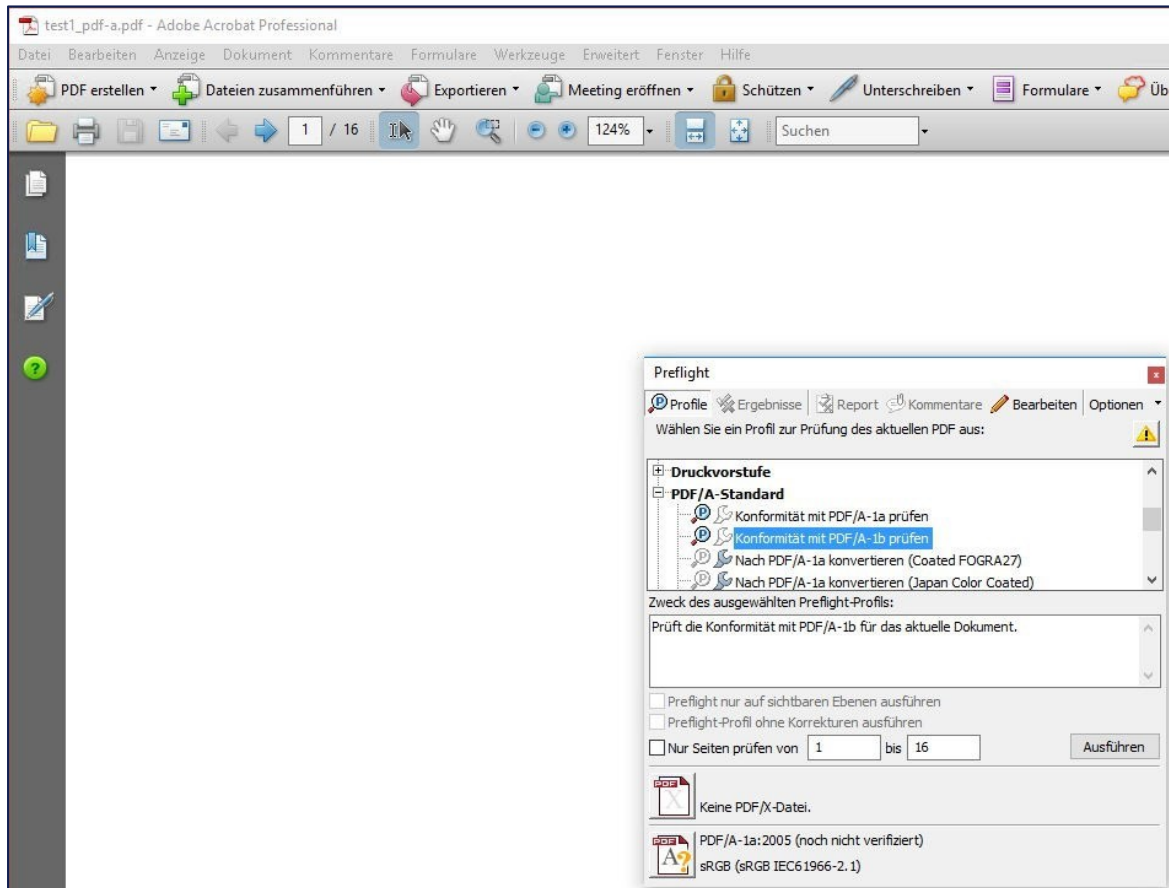 test1_pdf-a.pdf - Adobe Acrobat Professional
Datei Bearbeiten Anzeige Dokument Kommentare Formulare Werkzeuge Erweitert Fenster Hilfe
PDF erstellen Dateien zusammenführen Exportieren Meeting eröffnen Schützen Unterschreiben Formulare Üb
1 / 16 124% Suchen
Preflight
Profile Ergebnisse Report Kommentare Bearbeiten Optionen
Wählen Sie ein Profil zur Prüfung des aktuellen PDF aus:
Druckvorstufe
PDF/A-Standard
Konformität mit PDF/A-1a prüfen
Konformität mit PDF/A-1b prüfen
Nach PDF/A-1a konvertieren (Coated FOGRA27)
Nach PDF/A-1a konvertieren (Japan Color Coated)
Zweck des ausgewählten Preflight-Profils:
Prüft die Konformität mit PDF/A-1b für das aktuelle Dokument.
Preflight nur auf sichtbaren Ebenen ausführen
Preflight-Profil ohne Korrekturen ausführen
Nur Seiten prüfen von 1 bis 16 Ausführen
Keine PDF/X-Datei.
PDF/A-1a:2005 (noch nicht verifiziert)
sRGB (sRGB IEC61966-2.1)